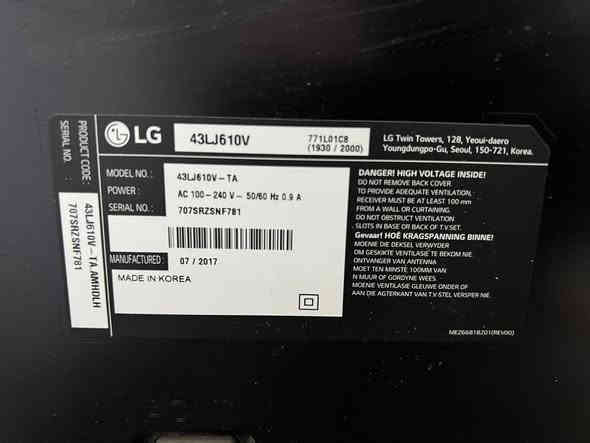 LG
43LJ610V
771L01C8
(1930 / 2000)
LG Twin Towers, 128, Yeoui-daero
Youngdungpo-Gu, Seoul, 150-721, Korea.
PRODUCT CODE : 43LJ610V-TA.AMHDLH
SERIAL NO. : 707SRZSNF781
MODEL NO. : 43LJ610V-TA
POWER : AC 100-240 V~ 50/60 Hz 0.9 A
SERIAL NO. : 707SRZSNF781
MANUFACTURED : 07 / 2017
MADE IN KOREA
DANGER! HIGH VOLTAGE INSIDE!
DO NOT REMOVE BACK COVER
TO PROVIDE ADEQUATE VENTILATION,
RECEIVER MUST BE AT LEAST 100 mm
FROM A WALL OR CURTAINING.
DO NOT OBSTRUCT VENTILATION
SLOTS IN BASE OR BACK OF T.V SET.
Gevaar! HOË KRAGSPANNING BINNE!
MOENIE DIE DEKSEL VERWYDER
OM GESKIKTE VENTILASIE TE BEKOM NIE.
ONTVANGER VAN ANTENNA
MOET TEN MINSTE 100MM VAN
N MUUR OF GORDYNE WEES.
MOENIE VENTILASIE GLEUWE ONDER OF
AAN DIE AGTERKANT VAN T.V STEL VERSPER NIE.
MEZ66818201(REV00)